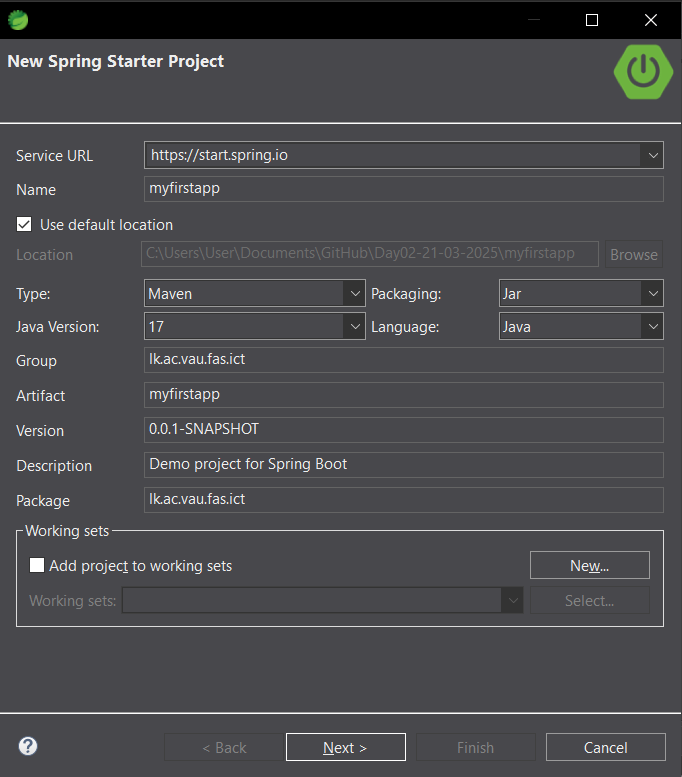 New Spring Starter Project
Service URL https://start.spring.io
Name myfirstapp
Use default location
Location C:\Users\User\Documents\GitHub\Day02-21-03-2025\myfirstapp Browse
Type: Maven Packaging: Jar
Java Version: 17 Language: Java
Group lk.ac.vau.fas.ict
Artifact myfirstapp
Version 0.0.1-SNAPSHOT
Description Demo project for Spring Boot
Package lk.ac.vau.fas.ict
Working sets
Add project to working sets New...
Working sets: Select...
? < Back Next > Finish Cancel